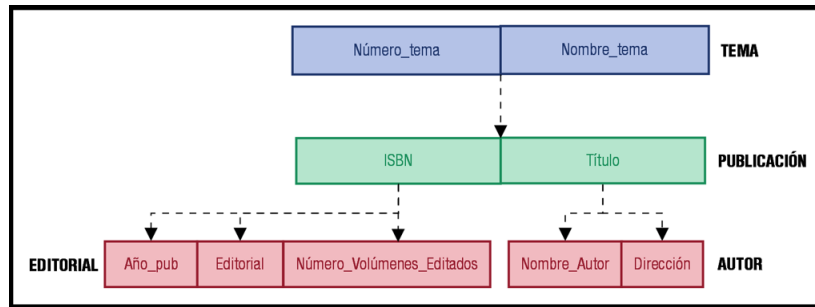 Número_tema Nombre_tema TEMA
ISBN Título PUBLICACIÓN
EDITORIAL Año_pub Editorial Número_Volúmenes_Editados Nombre_Autor Dirección AUTOR